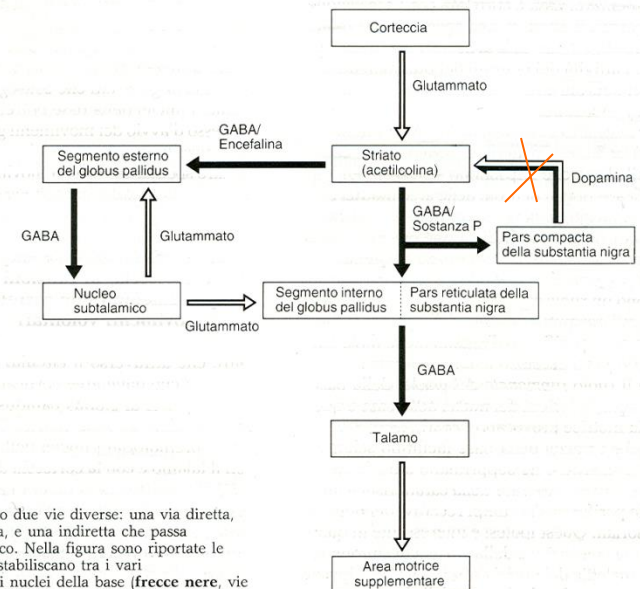 Corteccia
Glutammato
GABA/
Encefalina
Segmento esterno
del globus pallidus
Striato
(acetilcolina)
Dopamina
GABA/
Sostanza P
Pars compacta
della substantia nigra
GABA
Glutammato
Nucleo
subtalamico
Glutammato
Segmento interno
del globus pallidus
Pars reticulata della
substantia nigra
GABA
Talamo
Area motrice
supplementare
o due vie diverse: una via diretta,
a, e una indiretta che passa
co. Nella figura sono riportate le
stabiliscano tra i vari
i nuclei della base (frecce nere, vie